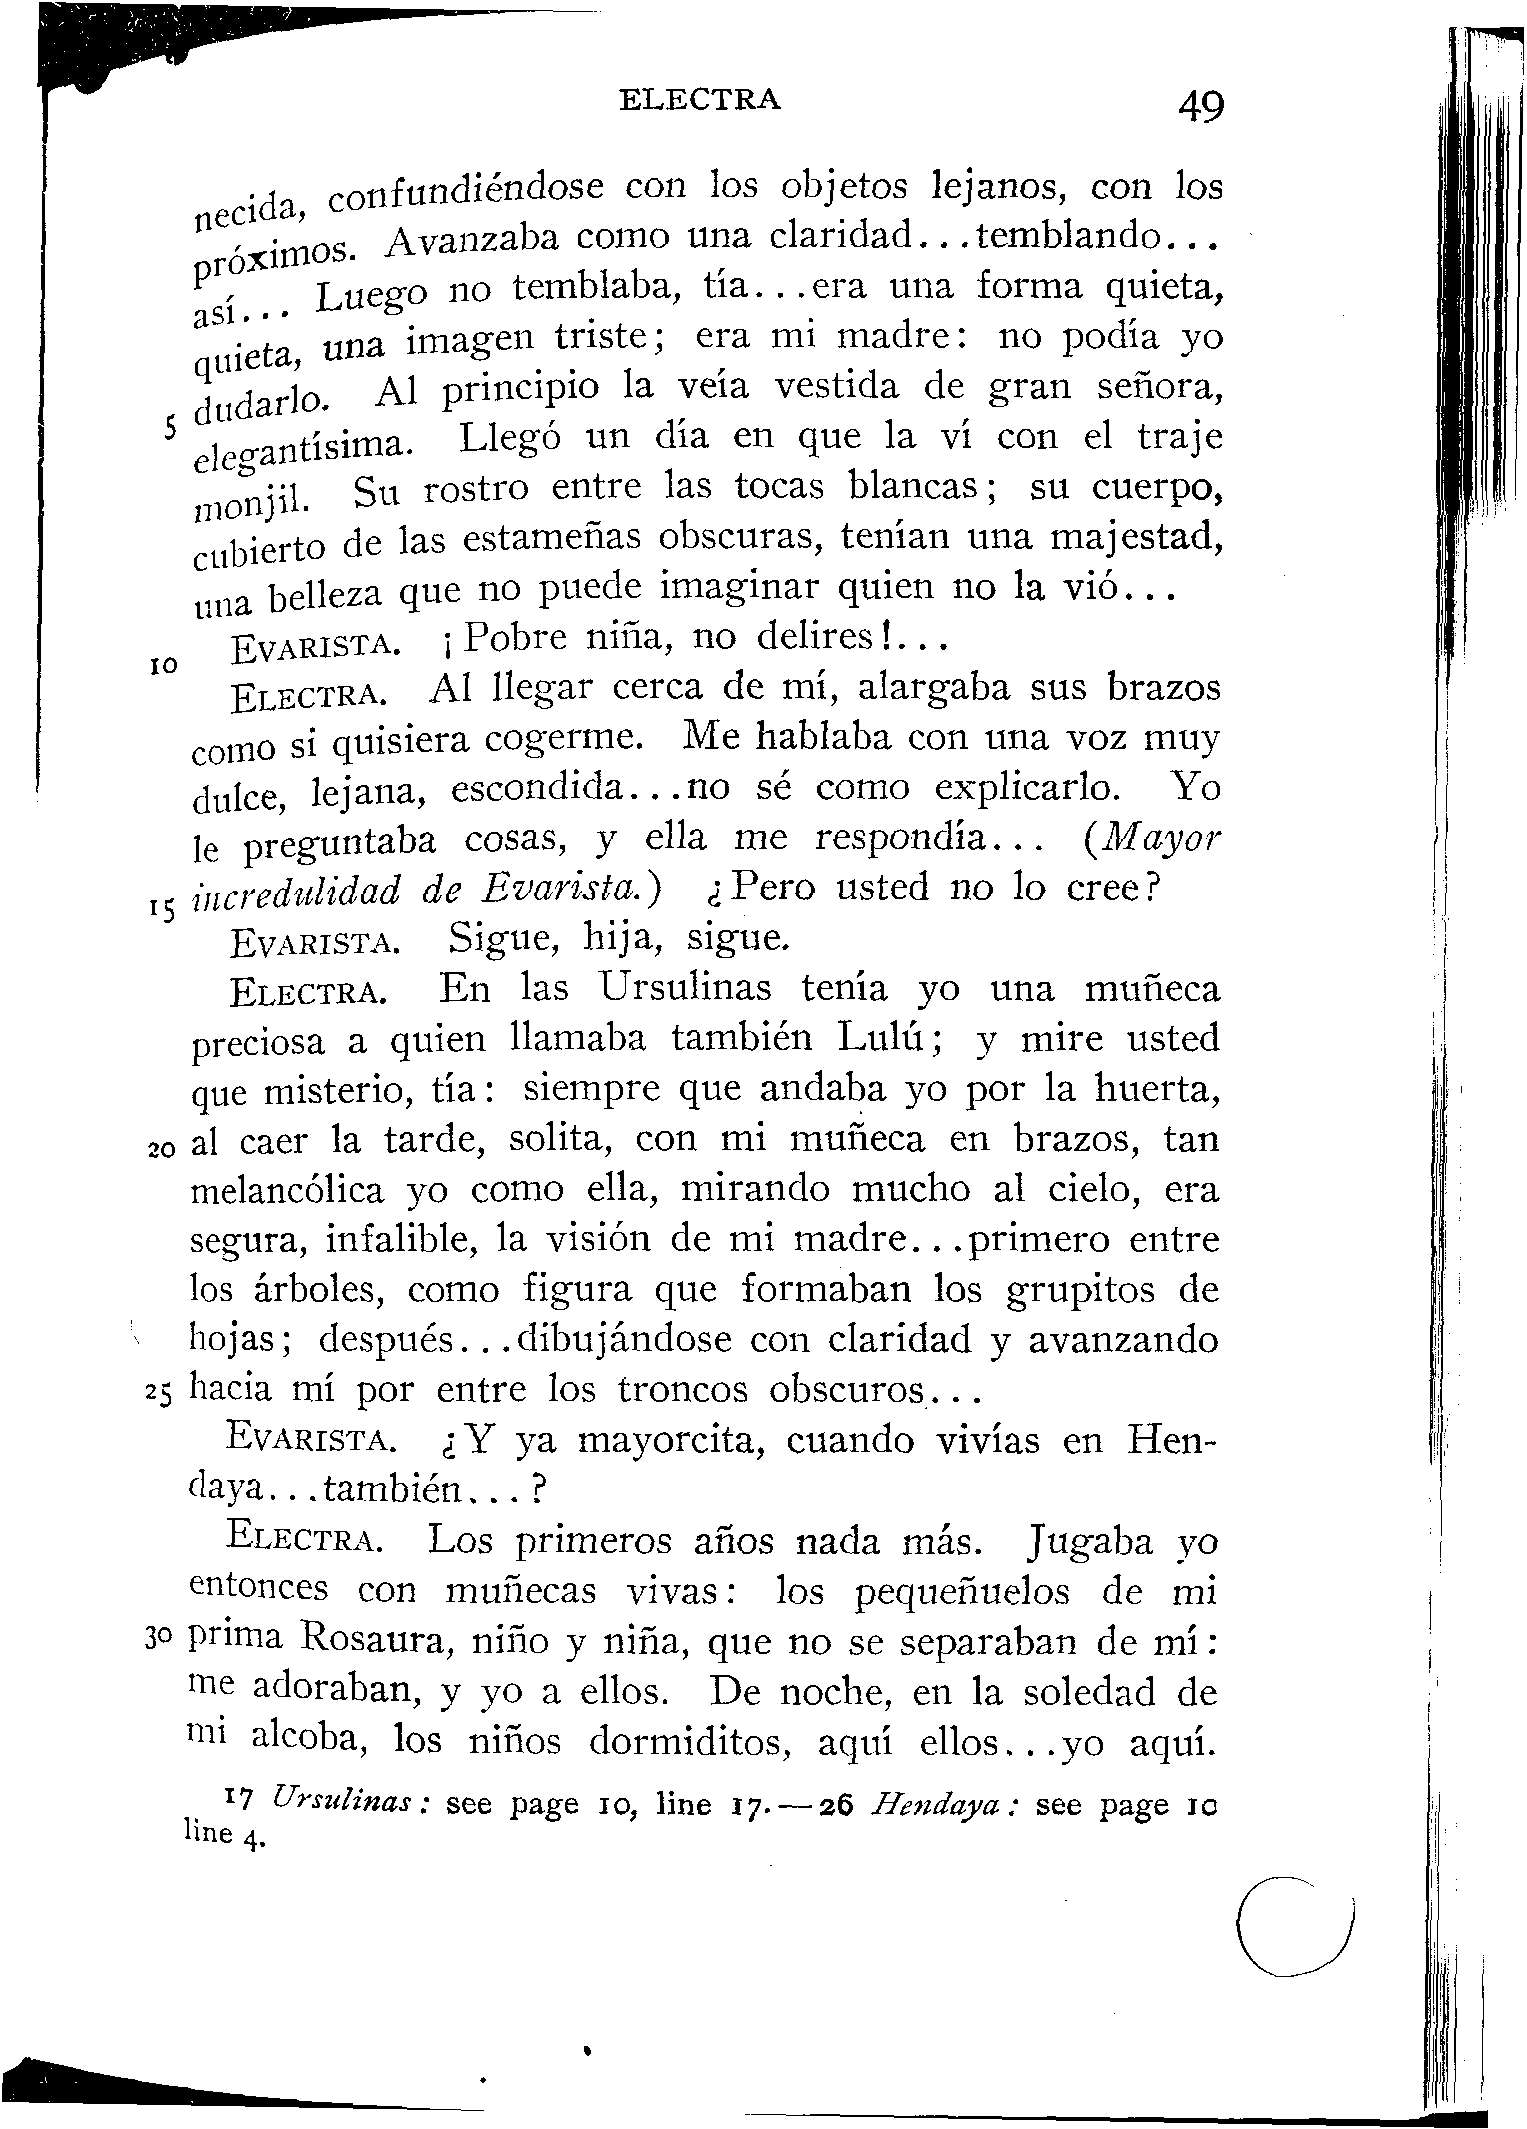 ELECTRA 49
necida, confundiéndose con los objetos lejanos, con los
próximos. Avanzaba como una claridad...temblando...
así... Luego no temblaba, tía...era una forma quieta,
quieta, una imagen triste; era mi madre: no podía yo
5 dudarlo. Al principio la veía vestida de gran señora,
elegantísima. Llegó un día en que la ví con el traje
monjil. Su rostro entre las tocas blancas; su cuerpo,
cubierto de las estameñas obscuras, tenían una majestad,
una belleza que no puede imaginar quien no la vió...
10 EVARISTA. ¡Pobre niña, no delires!...
ELECTRA. Al llegar cerca de mí, alargaba sus brazos
como si quisiera cogerme. Me hablaba con una voz muy
dulce, lejana, escondida...no sé como explicarlo. Yo
le preguntaba cosas, y ella me respondía... (Mayor
15 incredulidad de Evarista.) ¿Pero usted no lo cree?
EVARISTA. Sigue, hija, sigue.
ELECTRA. En las Ursulinas tenía yo una muñeca
preciosa a quien llamaba también Lulú; y mire usted
que misterio, tía: siempre que andaba yo por la huerta,
20 al caer la tarde, solita, con mi muñeca en brazos, tan
melancólica yo como ella, mirando mucho al cielo, era
segura, infalible, la visión de mi madre...primero entre
los árboles, como figura que formaban los grupitos de
hojas; después...dibujándose con claridad y avanzando
25 hacia mí por entre los troncos obscuros...
EVARISTA. ¿Y ya mayorcita, cuando vivías en Hen-
daya...también...?
ELECTRA. Los primeros años nada más. Jugaba yo
entonces con muñecas vivas: los pequeñuelos de mi
30 prima Rosaura, niño y niña, que no se separaban de mí:
me adoraban, y yo a ellos. De noche, en la soledad de
mi alcoba, los niños dormiditos, aquí ellos...yo aquí.
17 Ursulinas: see page 10, line 17.—26 Hendaya: see page 10
line 4.